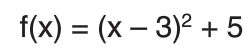 f(x) = (x – 3)² + 5